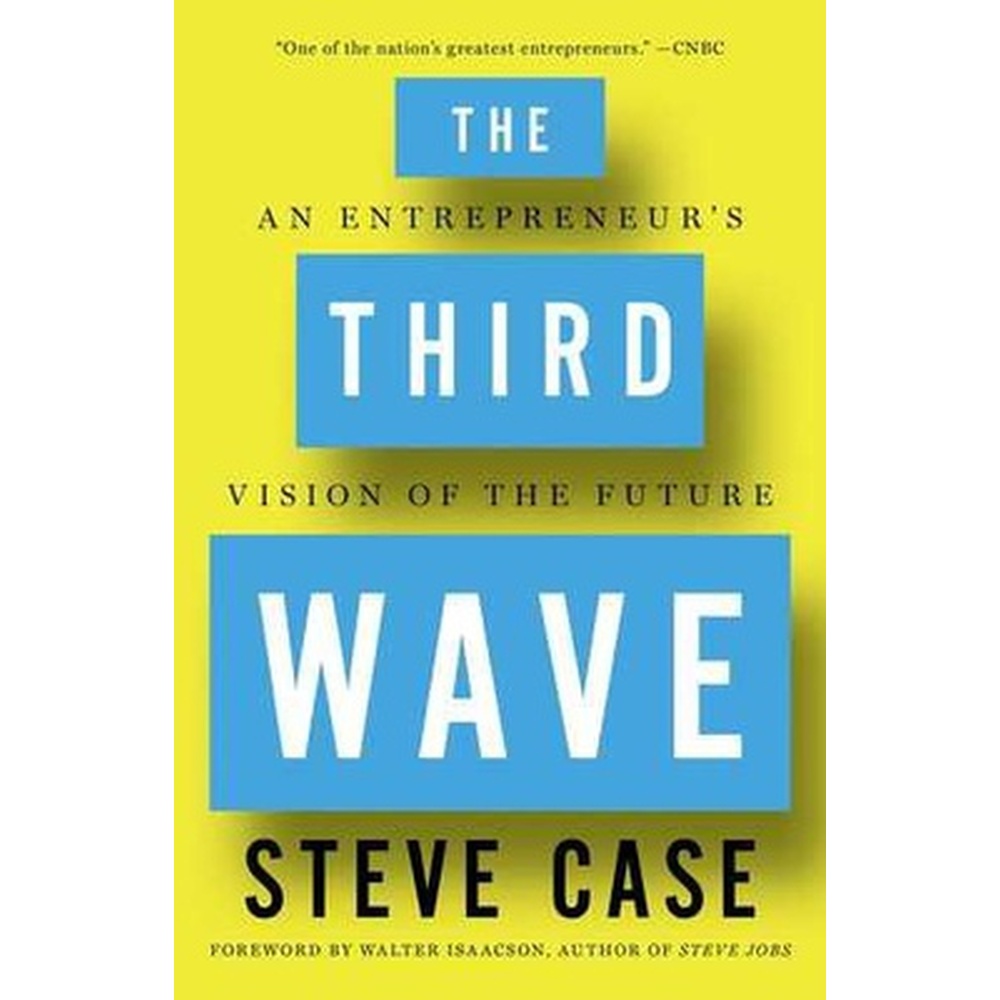 “One of the nation’s greatest entrepreneurs.” —CNBC
THE
AN ENTREPRENEUR’S
THIRD
VISION OF THE FUTURE
WAVE
STEVE CASE
FOREWORD BY WALTER ISAACSON, AUTHOR OF STEVE JOBS